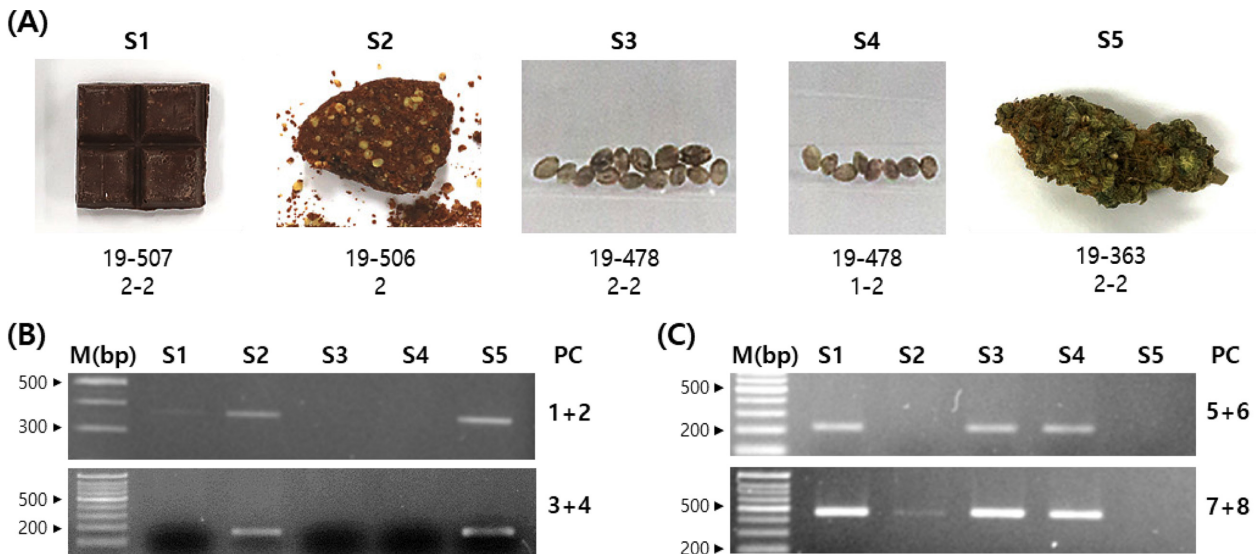 (A)
S1 S2 S3 S4 S5
19-507 19-506 19-478 19-478 19-363
2-2 2 2-2 1-2 2-2
(B)
M(bp) S1 S2 S3 S4 S5 PC
500
300
1+2
500
200
3+4
(C)
M(bp) S1 S2 S3 S4 S5 PC
500
200
5+6
500
200
7+8